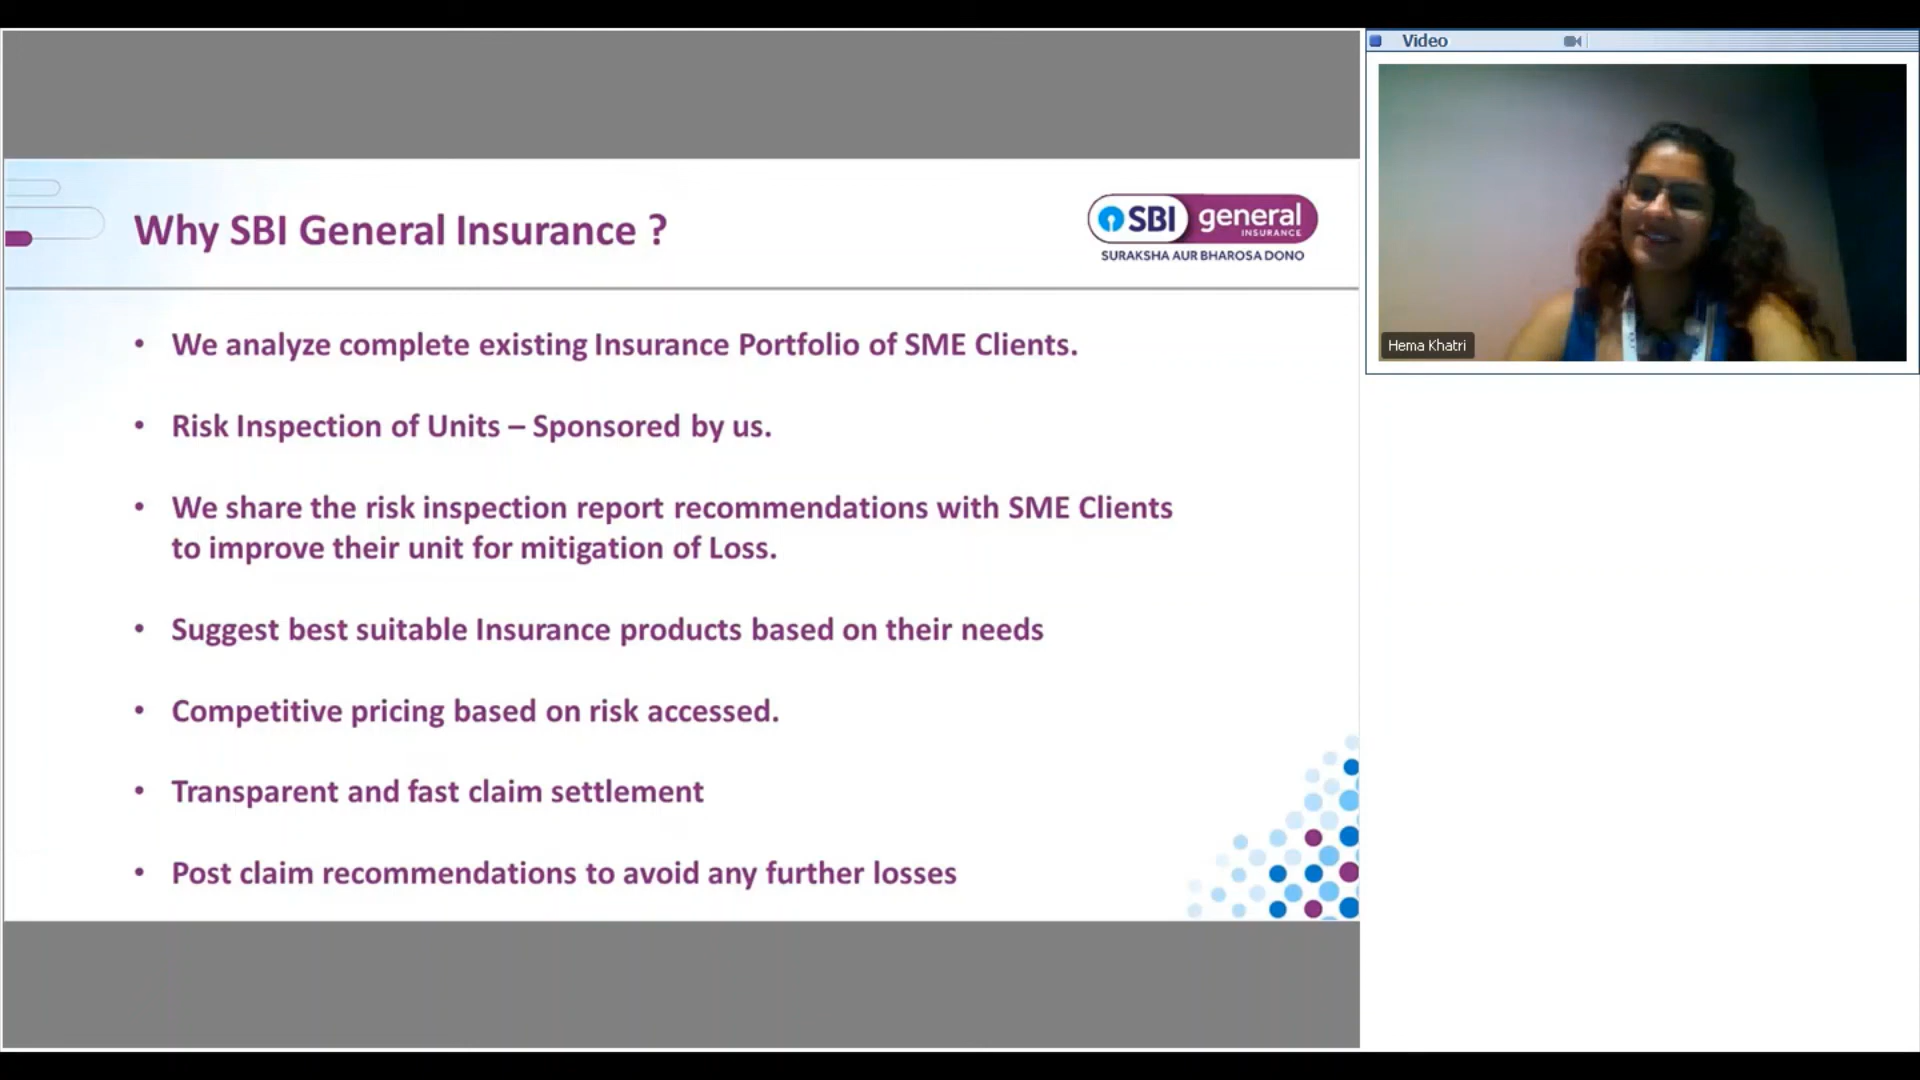 Why SBI General Insurance ?
SBI general
INSURANCE
SURAKSHA AUR BHAROSA DONO
• We analyze complete existing Insurance Portfolio of SME Clients.
• Risk Inspection of Units – Sponsored by us.
• We share the risk inspection report recommendations with SME Clients
to improve their unit for mitigation of Loss.
• Suggest best suitable Insurance products based on their needs
• Competitive pricing based on risk accessed.
• Transparent and fast claim settlement
• Post claim recommendations to avoid any further losses
Video
Hema Khatri